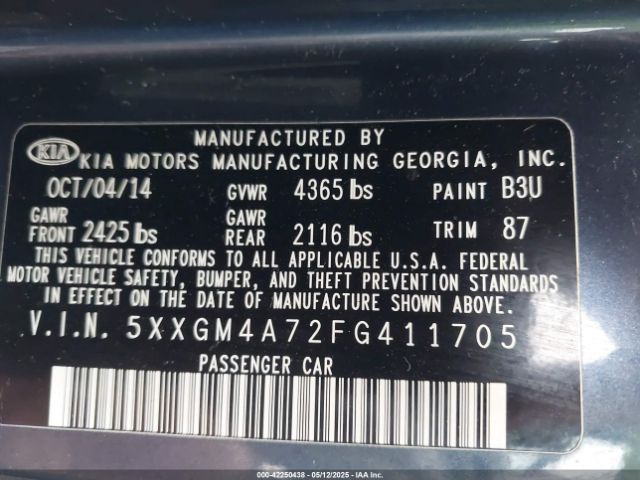 MANUFACTURED BY
KIA KIA MOTORS MANUFACTURING GEORGIA, INC.
OCT/04/14 GVWR 4365 lbs PAINT B3U
GAWR FRONT 2425 lbs GAWR REAR 2116 lbs TRIM 87
THIS VEHICLE CONFORMS TO ALL APPLICABLE U.S.A. FEDERAL
MOTOR VEHICLE SAFETY, BUMPER, AND THEFT PREVENTION STANDARDS
IN EFFECT ON THE DATE OF MANUFACTURE SHOWN ABOVE.
V.I.N. 5XXGM4A72FG411705
PASSENGER CAR
© IAA - 42250438 - 05/12/2025 - © IAA, Inc.